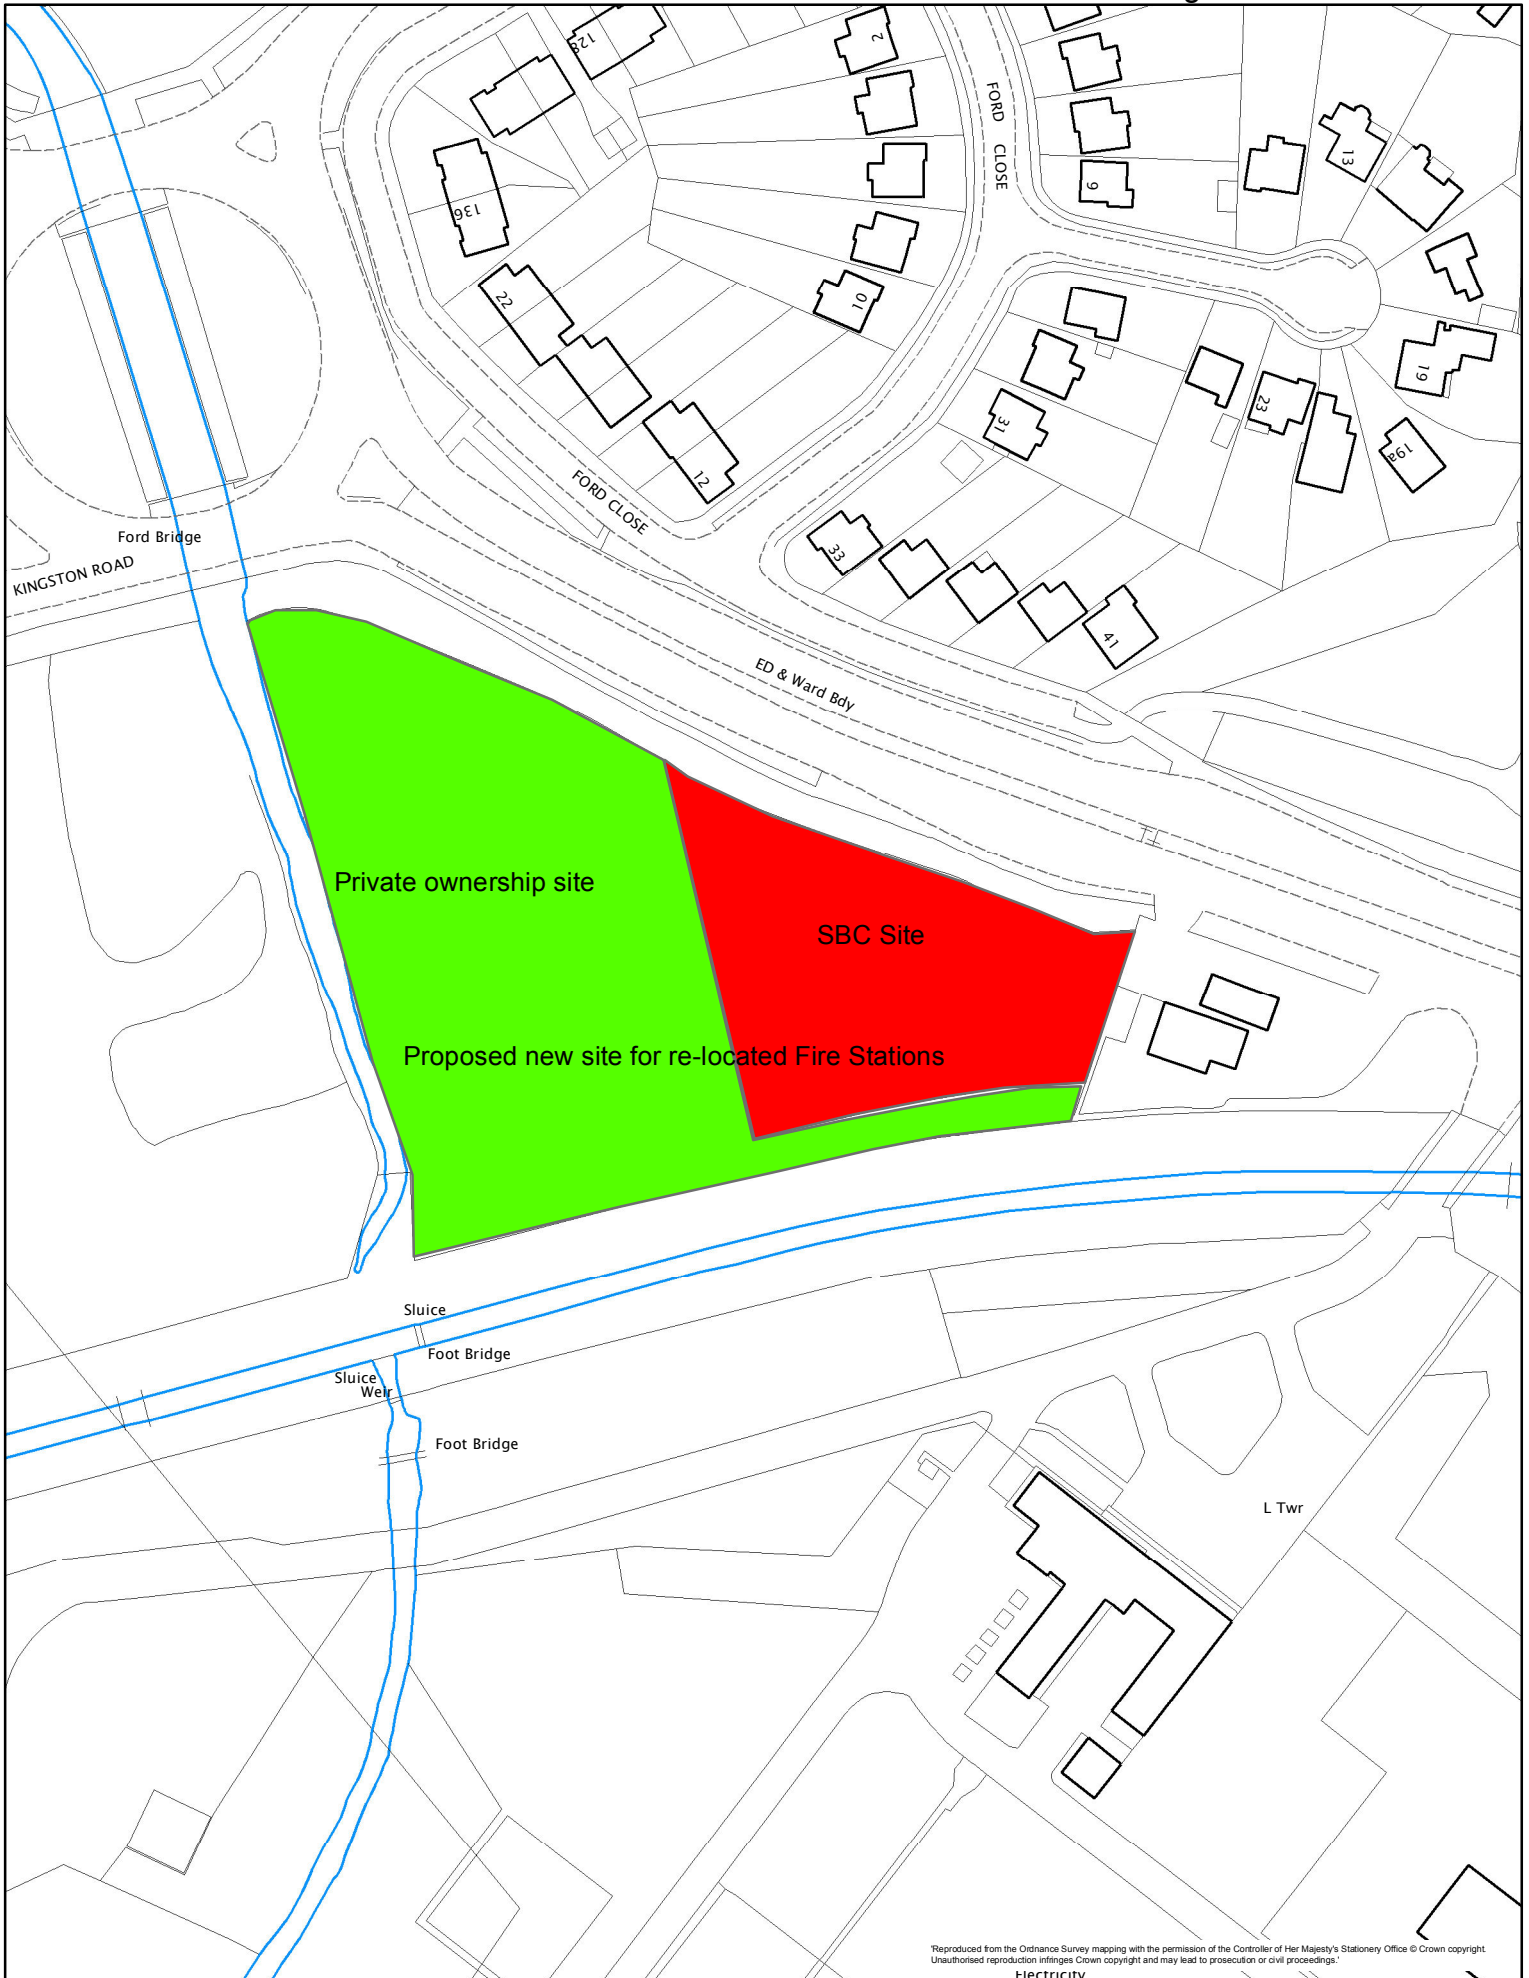 128
2
FORD CLOSE
13
9
136
22
10
19
23
31
19a
12
FORD CLOSE
33
Ford Bridge
KINGSTON ROAD
41
ED & Ward Bdy
Private ownership site
SBC Site
Proposed new site for re-located Fire Stations
Sluice
Foot Bridge
Sluice
Weir
Foot Bridge
L Twr
'Reproduced from the Ordnance Survey mapping with the permission of the Controller of Her Majesty's Stationery Office © Crown copyright.
Unauthorised reproduction infringes Crown copyright and may lead to prosecution or civil proceedings.'
Electricity